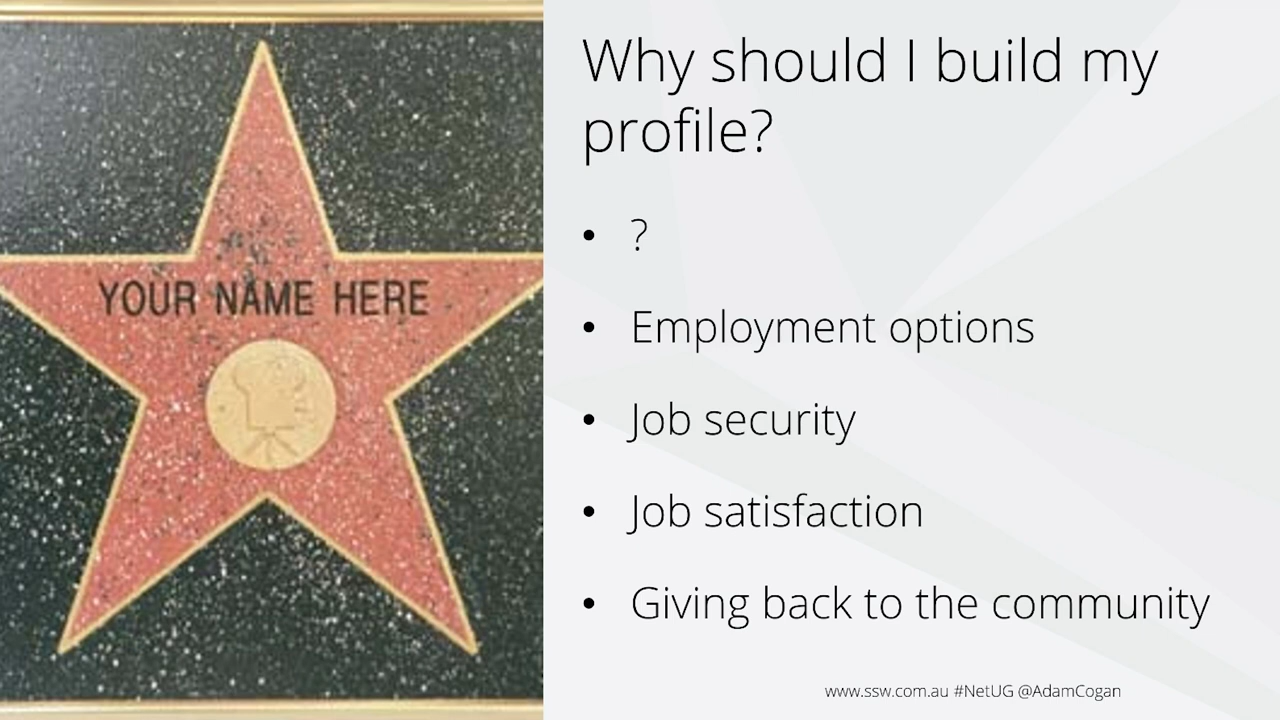 Why should I build my
profile?
• ?
• Employment options
• Job security
• Job satisfaction
• Giving back to the community
YOUR NAME HERE
www.ssw.com.au #NetUG @AdamCogan